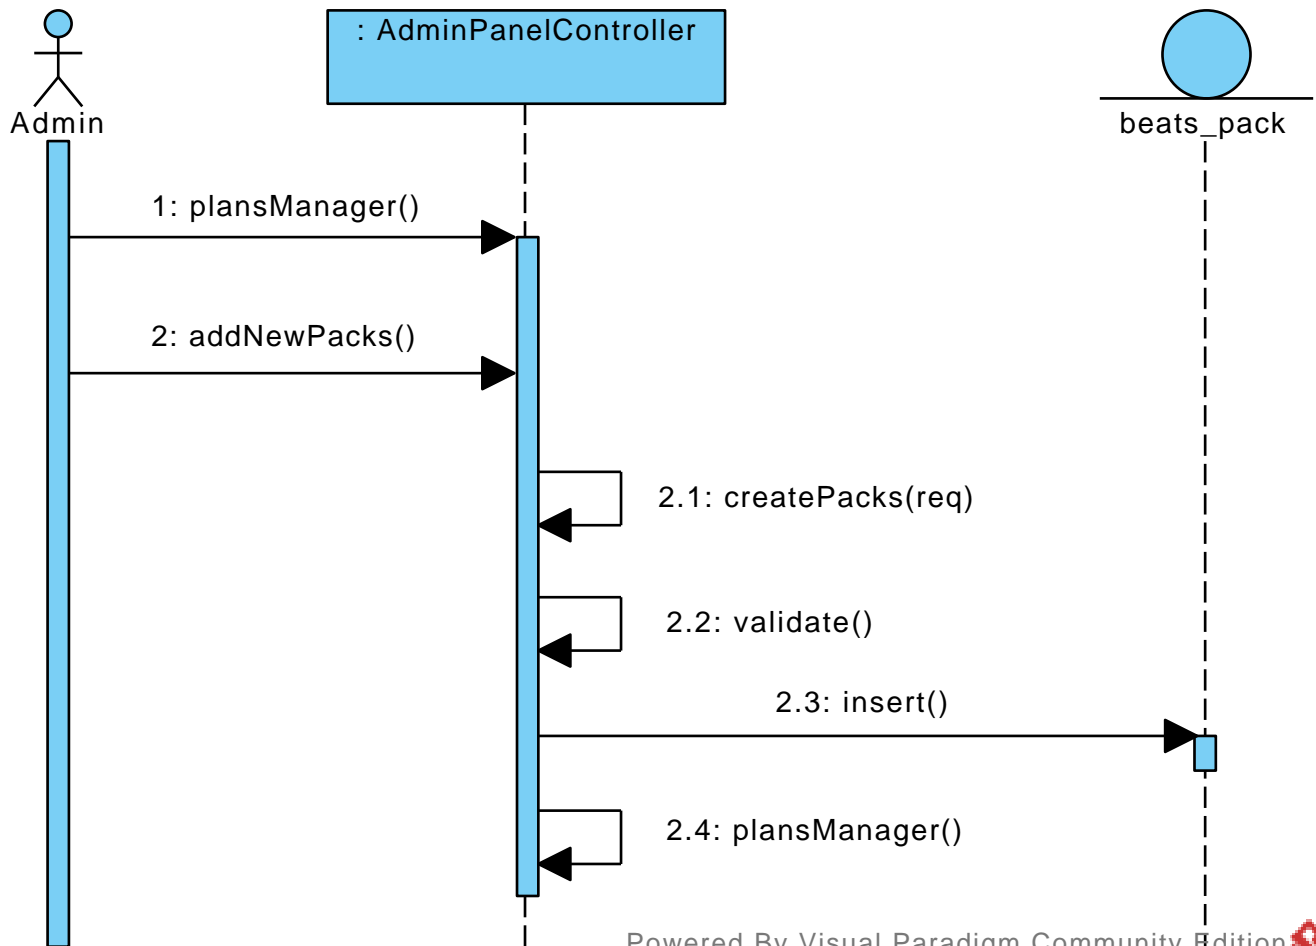 : AdminPanelController
Admin
beats_pack
1: plansManager()
2: addNewPacks()
2.1: createPacks(req)
2.2: validate()
2.3: insert()
2.4: plansManager()
Powered By Visual Paradigm Community Edition